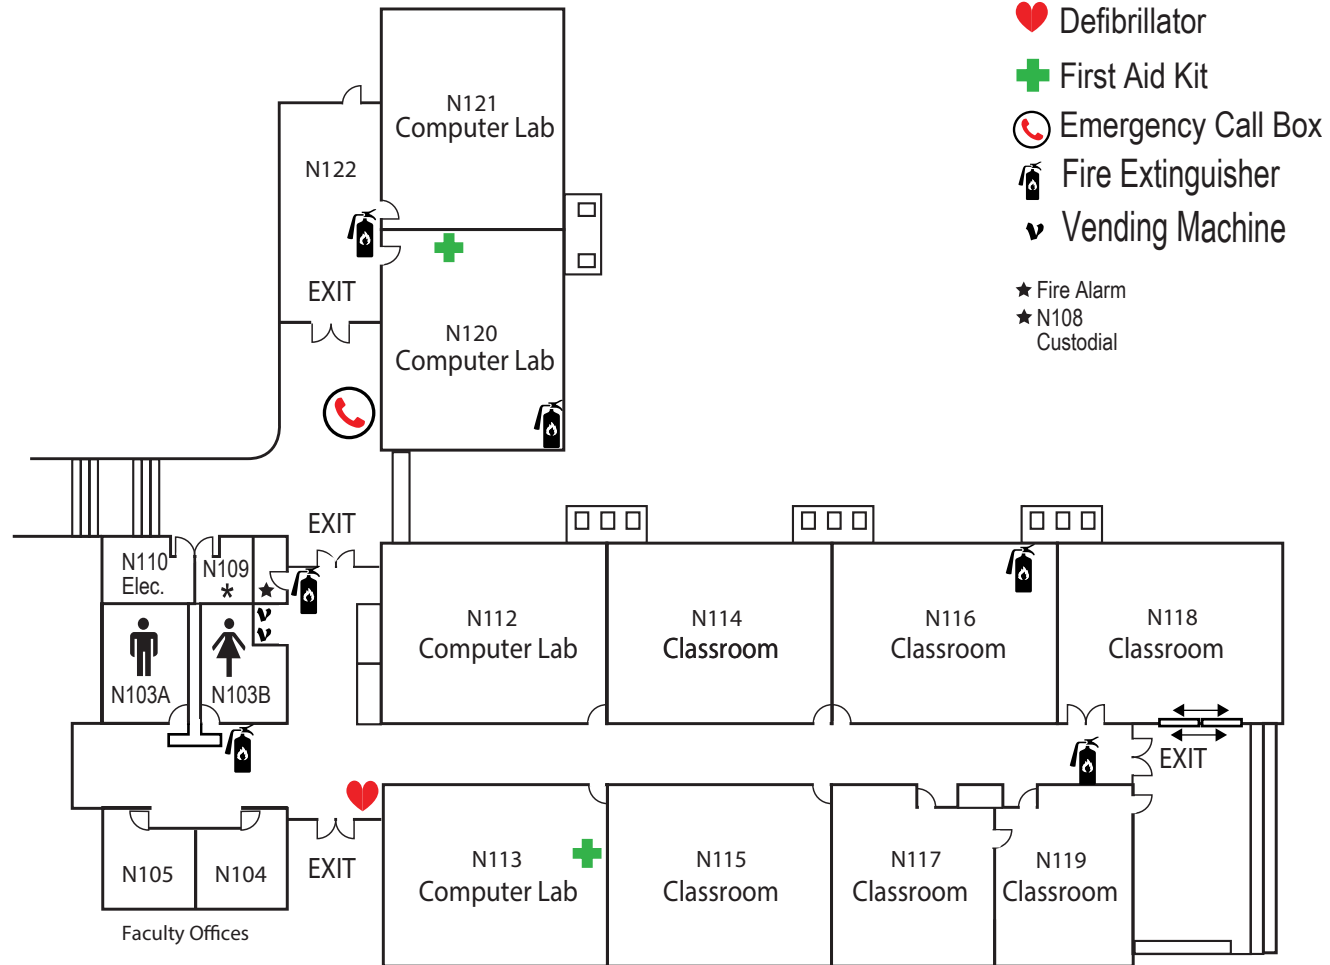 Defibrillator
First Aid Kit
Emergency Call Box
Fire Extinguisher
Vending Machine
Fire Alarm
N108
Custodial
N121
Computer Lab
N122
EXIT
N120
Computer Lab
EXIT
N110
Elec.
N109
*
N103A
N103B
N112
Computer Lab
N114
Classroom
N116
Classroom
N118
Classroom
EXIT
N105
N104
EXIT
N113
Computer Lab
N115
Classroom
N117
Classroom
N119
Classroom
Faculty Offices